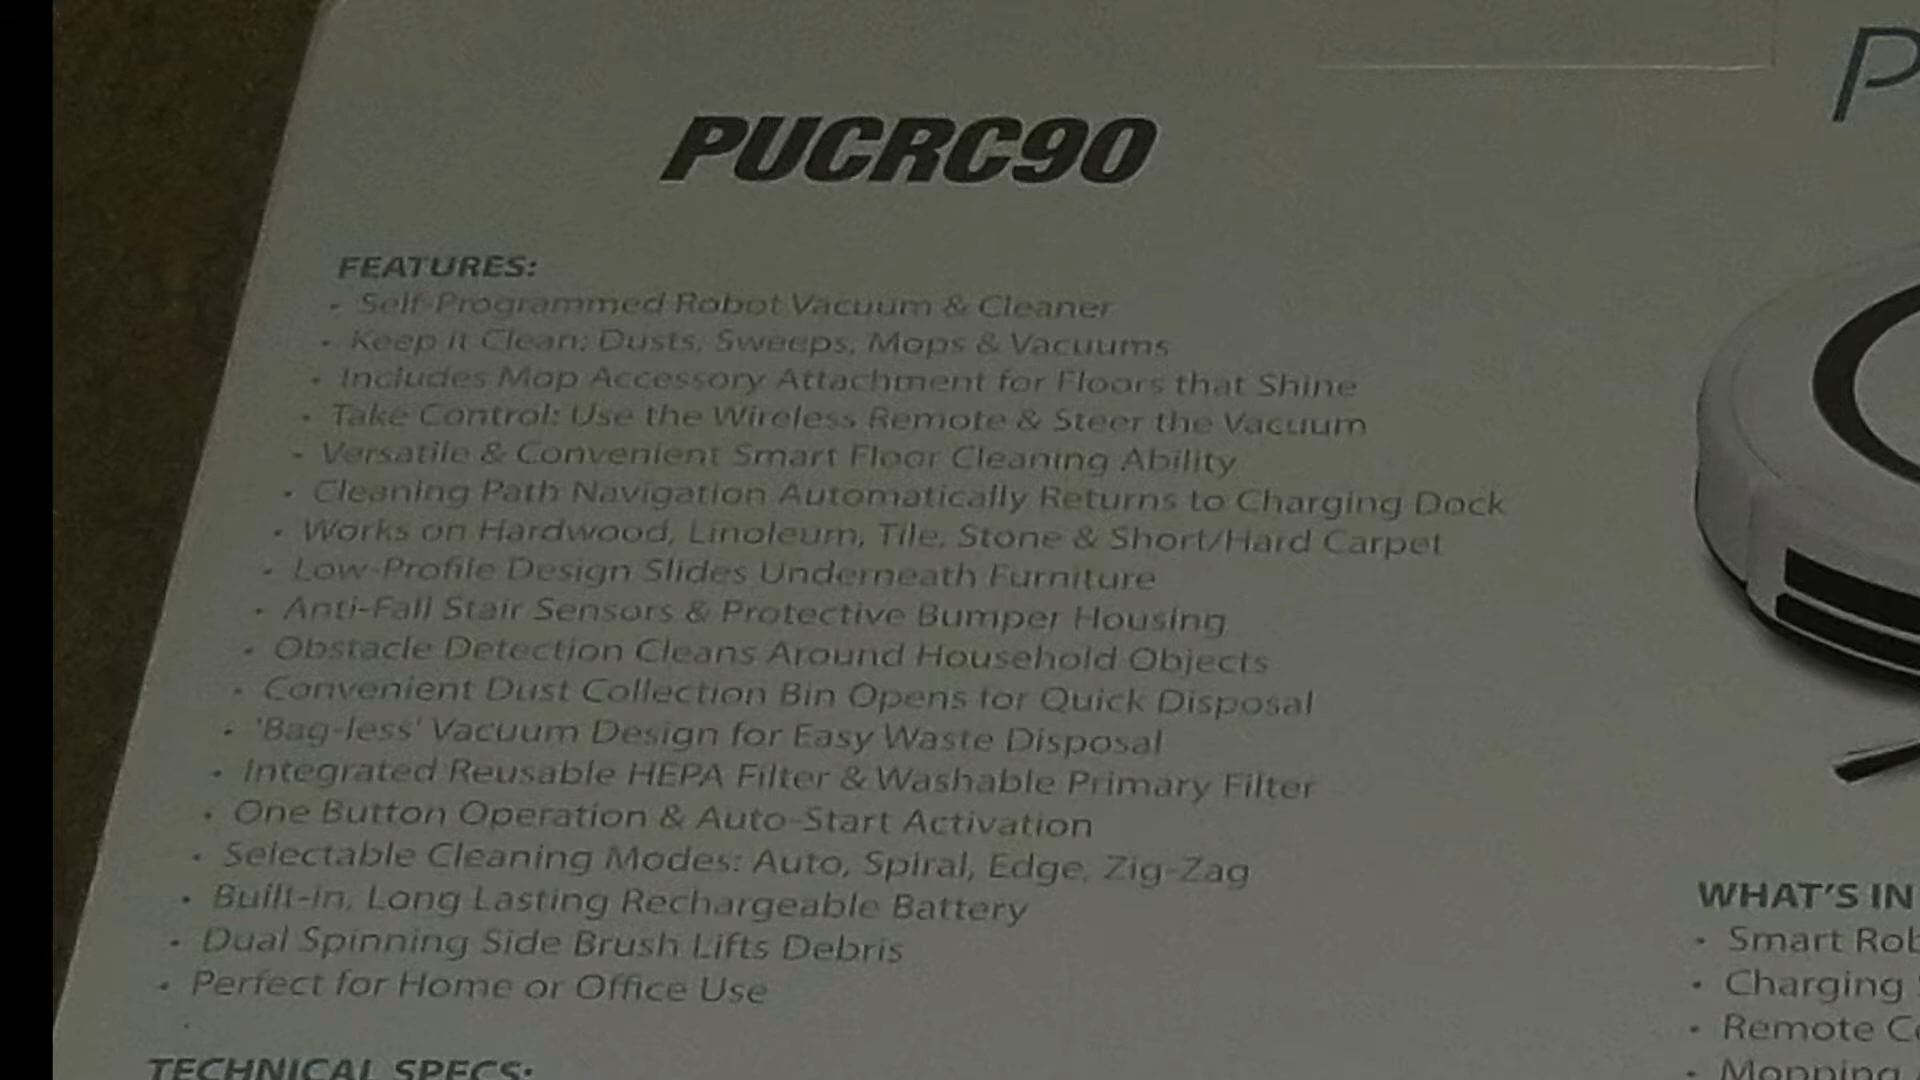 PUCRC90
P
FEATURES:
- Self-Programmed Robot Vacuum & Cleaner
• Keep it Clean: Dusts, Sweeps, Mops & Vacuums
• Includes Mop Accessory Attachment for Floors that Shine
• Take Control: Use the Wireless Remote & Steer the Vacuum
- Versatile & Convenient Smart Floor Cleaning Ability
• Cleaning Path Navigation Automatically Returns to Charging Dock
• Works on Hardwood, Linoleum, Tile, Stone & Short/Hard Carpet
• Low-Profile Design Slides Underneath Furniture
• Anti-Fall Stair Sensors & Protective Bumper Housing
• Obstacle Detection Cleans Around Household Objects
• Convenient Dust Collection Bin Opens for Quick Disposal
• 'Bag-less' Vacuum Design for Easy Waste Disposal
• Integrated Reusable HEPA Filter & Washable Primary Filter
• One Button Operation & Auto-Start Activation
• Selectable Cleaning Modes: Auto, Spiral, Edge, Zig-Zag
• Built-in, Long Lasting Rechargeable Battery
• Dual Spinning Side Brush Lifts Debris
• Perfect for Home or Office Use
TECHNICAL SPECS:
WHAT'S IN
• Smart Rob
• Charging
• Remote Co
• Mopping